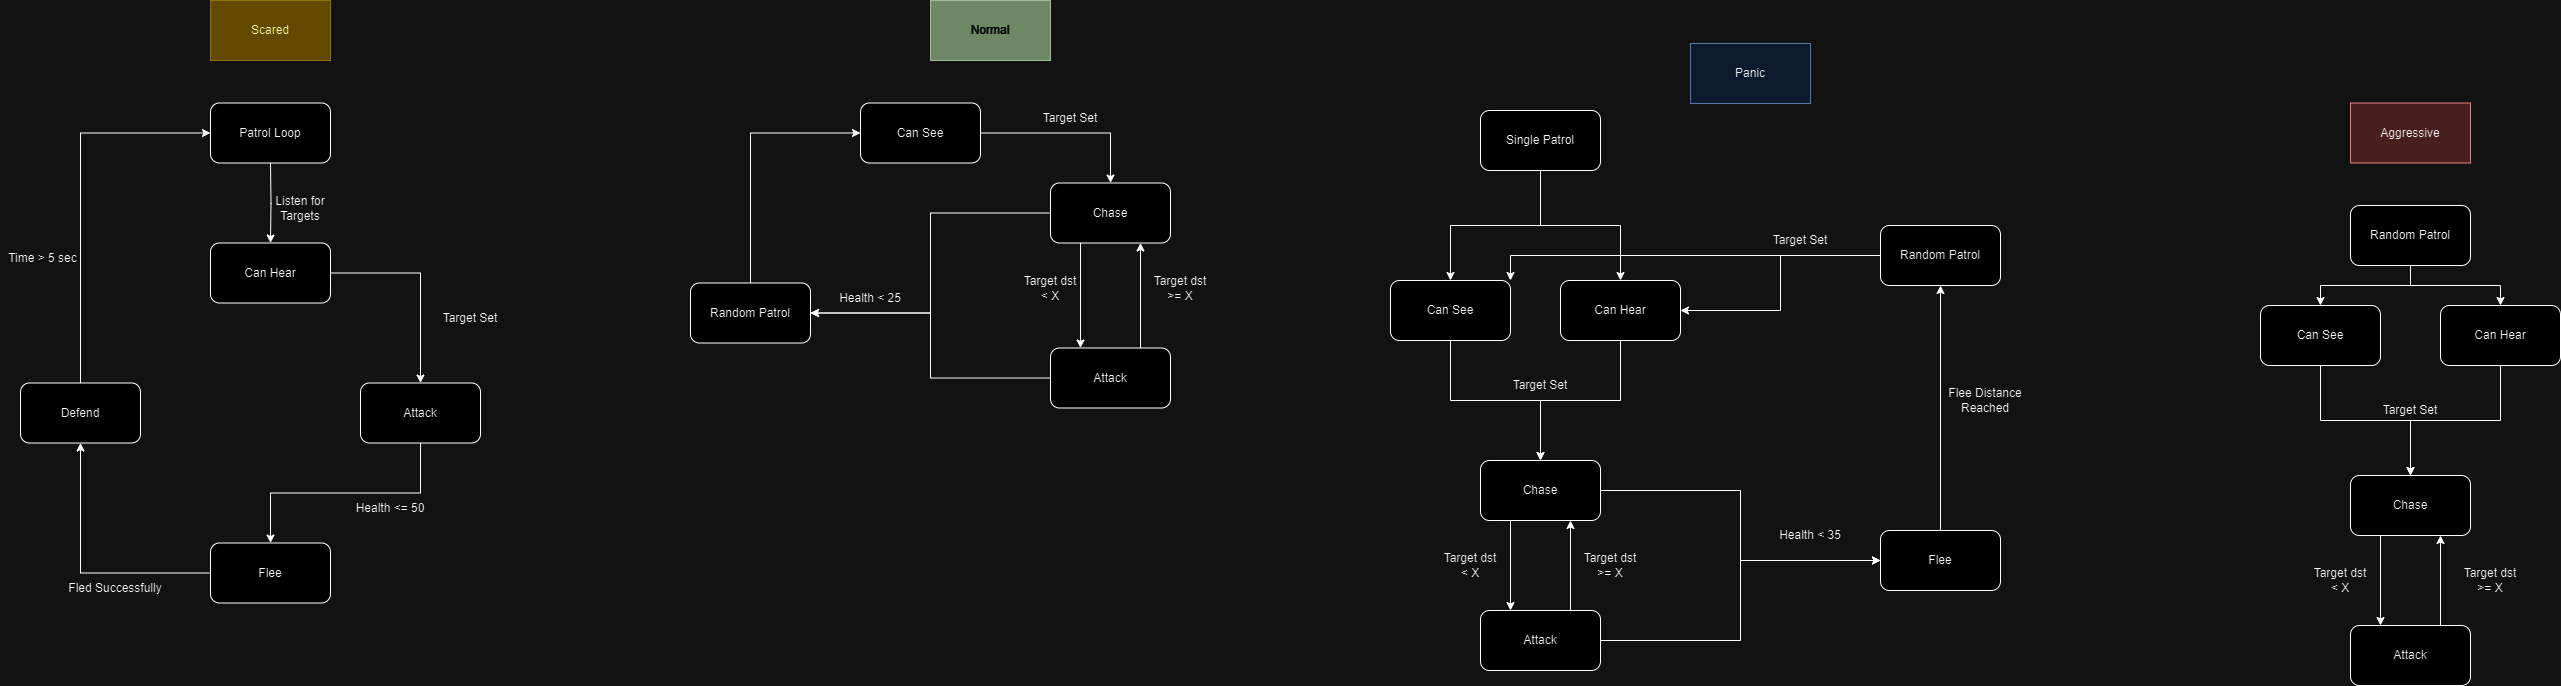 Scared
Patrol Loop
Listen for
Targets
Can Hear
Target Set
Time > 5 sec
Defend
Attack
Health <= 50
Flee
Fled Successfully
Normal
Can See
Target Set
Chase
Target dst
< X
Target dst
>= X
Health < 25
Random Patrol
Attack
Panic
Single Patrol
Target Set
Random Patrol
Can See
Can Hear
Target Set
Flee Distance
Reached
Chase
Target dst
< X
Target dst
>= X
Health < 35
Flee
Attack
Aggressive
Random Patrol
Can See
Can Hear
Target Set
Chase
Target dst
< X
Target dst
>= X
Attack